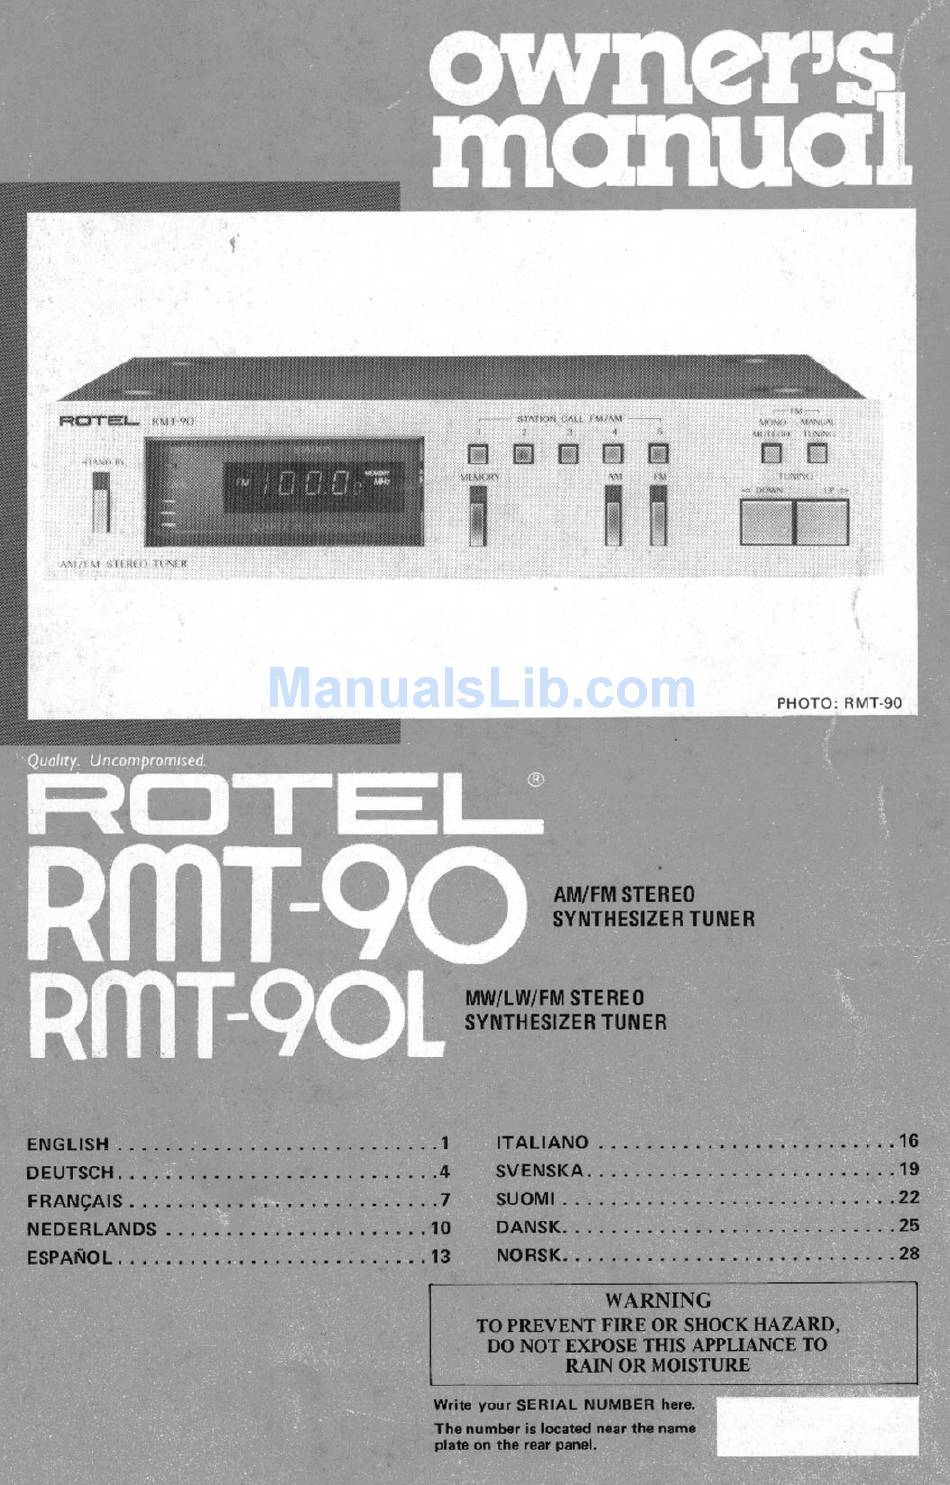 owner's
manual
ROTEL RMT-90
STATION CALL FM/AM
1 2 3 4 5
FM
MONO MANUAL
MUTEOFF TUNING
STAND BY
MEMORY AM FM
TUNING
DOWN UP
FM 100.0 MEMORY
MHz
AM/FM STEREO TUNER
ManualsLib.com
PHOTO: RMT-90
Quality. Uncompromised.
ROTEL®
RMT-90
AM/FM STEREO
SYNTHESIZER TUNER
RMT-90L
MW/LW/FM STEREO
SYNTHESIZER TUNER
ENGLISH . . . . . . . . . . . . . . . . . . . . . . . . . . . 1
DEUTSCH . . . . . . . . . . . . . . . . . . . . . . . . . . . 4
FRANÇAIS . . . . . . . . . . . . . . . . . . . . . . . . . . 7
NEDERLANDS . . . . . . . . . . . . . . . . . . . . . . 10
ESPAÑOL . . . . . . . . . . . . . . . . . . . . . . . . . . 13
ITALIANO . . . . . . . . . . . . . . . . . . . . . . . . . 16
SVENSKA . . . . . . . . . . . . . . . . . . . . . . . . . . 19
SUOMI . . . . . . . . . . . . . . . . . . . . . . . . . . . . 22
DANSK . . . . . . . . . . . . . . . . . . . . . . . . . . . . 25
NORSK . . . . . . . . . . . . . . . . . . . . . . . . . . . . 28
WARNING
TO PREVENT FIRE OR SHOCK HAZARD,
DO NOT EXPOSE THIS APPLIANCE TO
RAIN OR MOISTURE
Write your SERIAL NUMBER here.
The number is located near the name
plate on the rear panel.